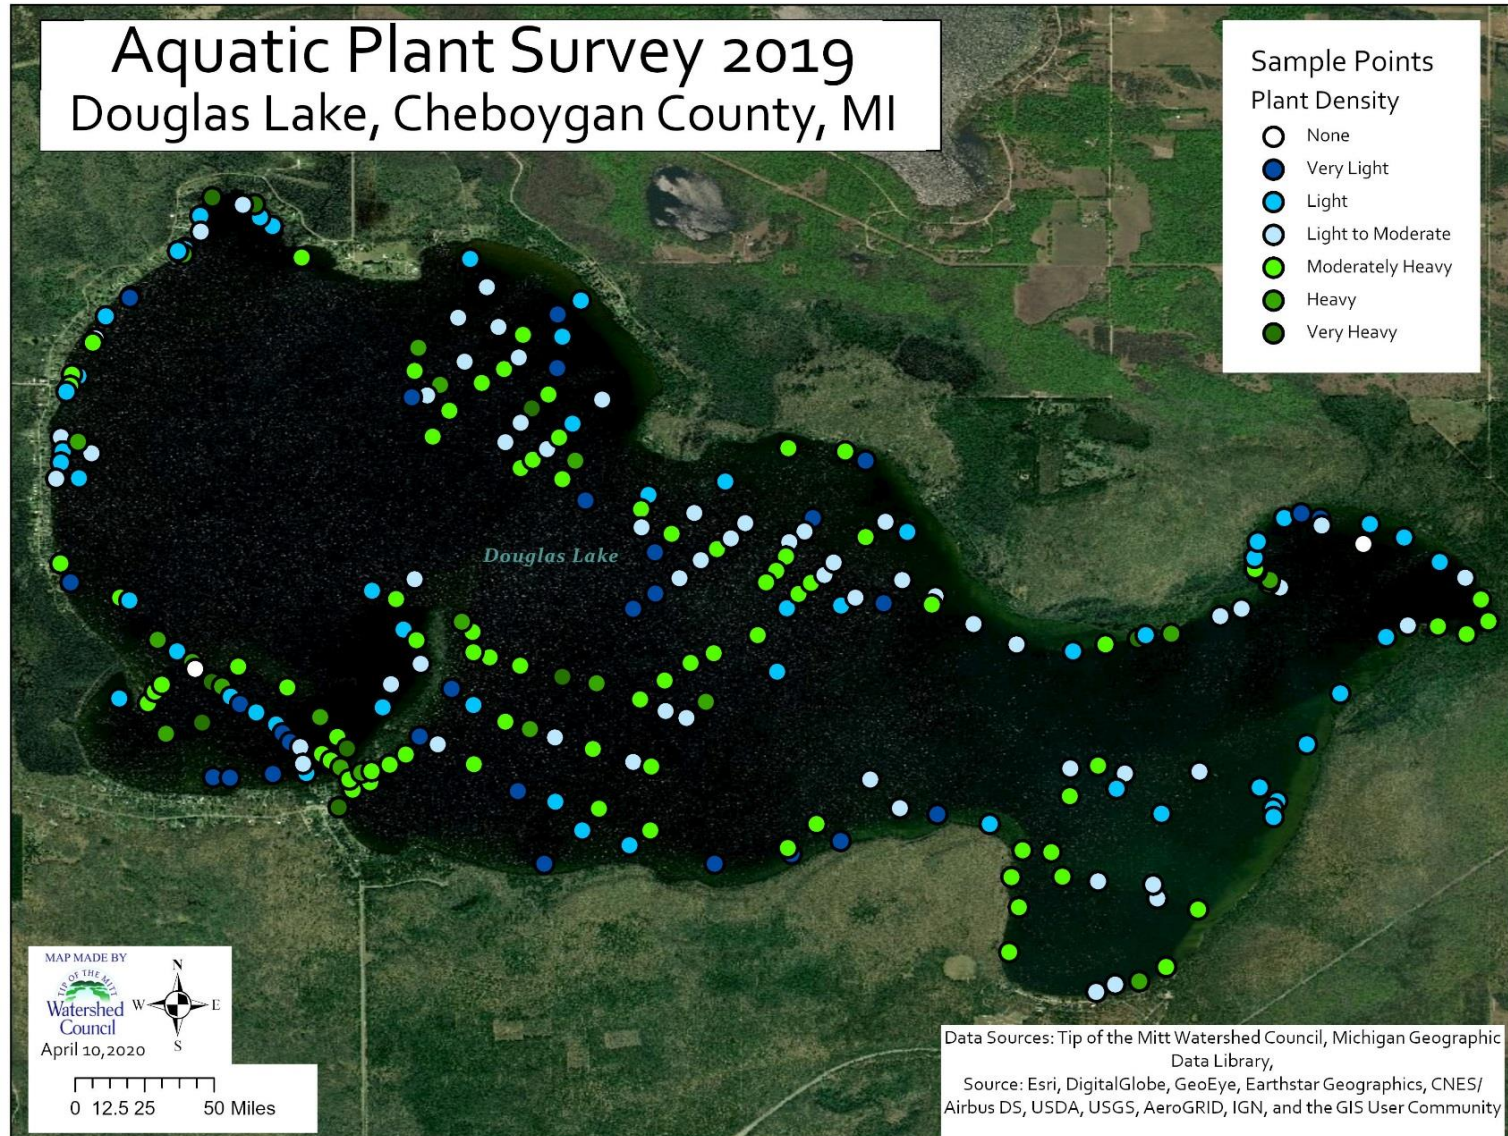 Aquatic Plant Survey 2019
Douglas Lake, Cheboygan County, MI
Sample Points
Plant Density
None
Very Light
Light
Light to Moderate
Moderately Heavy
Heavy
Very Heavy
Douglas Lake
MAP MADE BY
TIP OF THE MITT
Watershed
Council
April 10,2020
N
W E
S
0 12.5 25 50 Miles
Data Sources: Tip of the Mitt Watershed Council, Michigan Geographic
Data Library,
Source: Esri, DigitalGlobe, GeoEye, Earthstar Geographics, CNES/
Airbus DS, USDA, USGS, AeroGRID, IGN, and the GIS User Community